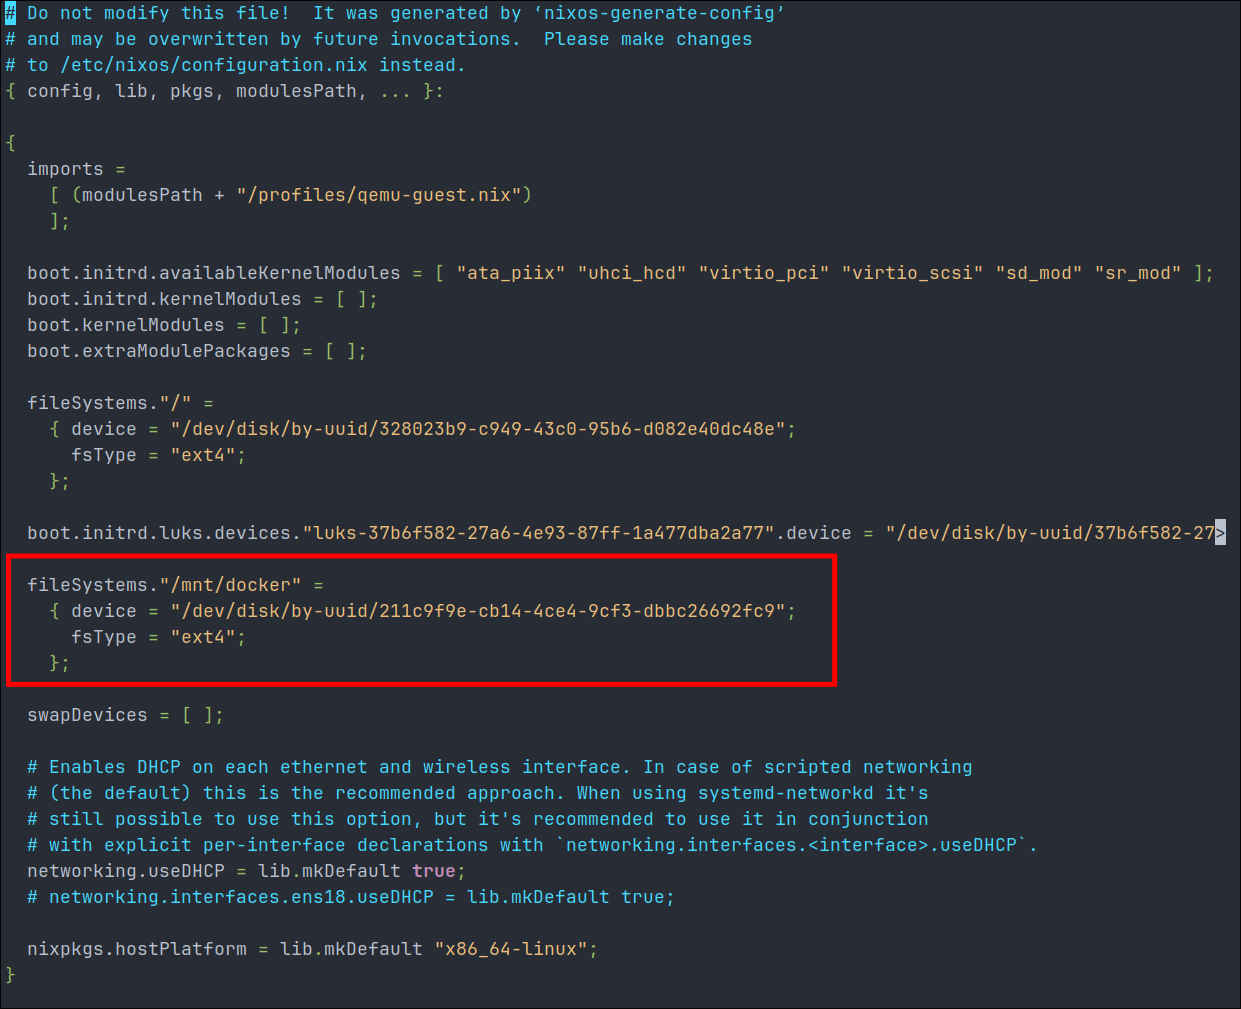 # Do not modify this file!  It was generated by ‘nixos-generate-config’
# and may be overwritten by future invocations.  Please make changes
# to /etc/nixos/configuration.nix instead.
{ config, lib, pkgs, modulesPath, ... }:
{
  imports =
    [ (modulesPath + "/profiles/qemu-guest.nix")
    ];
  boot.initrd.availableKernelModules = [ "ata_piix" "uhci_hcd" "virtio_pci" "virtio_scsi" "sd_mod" "sr_mod" ];
  boot.initrd.kernelModules = [ ];
  boot.kernelModules = [ ];
  boot.extraModulePackages = [ ];
  fileSystems."/" =
    { device = "/dev/disk/by-uuid/328023b9-c949-43c0-95b6-d082e40dc48e";
      fsType = "ext4";
    };
  boot.initrd.luks.devices."luks-37b6f582-27a6-4e93-87ff-1a477dba2a77".device = "/dev/disk/by-uuid/37b6f582-27>
  fileSystems."/mnt/docker" =
    { device = "/dev/disk/by-uuid/211c9f9e-cb14-4ce4-9cf3-dbbc26692fc9";
      fsType = "ext4";
    };
  swapDevices = [ ];
  # Enables DHCP on each ethernet and wireless interface. In case of scripted networking
  # (the default) this is the recommended approach. When using systemd-networkd it's
  # still possible to use this option, but it's recommended to use it in conjunction
  # with explicit per-interface declarations with `networking.interfaces.<interface>.useDHCP`.
  networking.useDHCP = lib.mkDefault true;
  # networking.interfaces.ens18.useDHCP = lib.mkDefault true;
  nixpkgs.hostPlatform = lib.mkDefault "x86_64-linux";
}